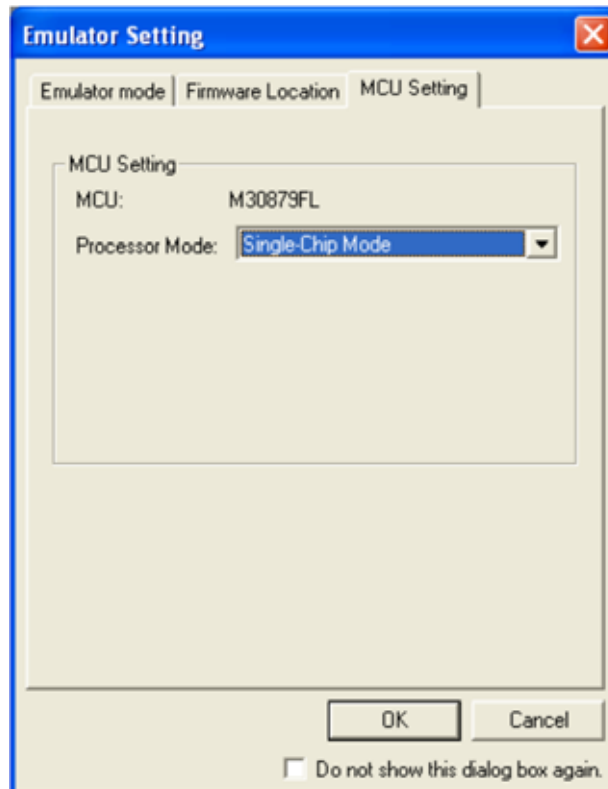 Emulator Setting
Emulator mode Firmware Location MCU Setting
MCU Setting
MCU: M30879FL
Processor Mode: Single-Chip Mode
OK Cancel
Do not show this dialog box again.